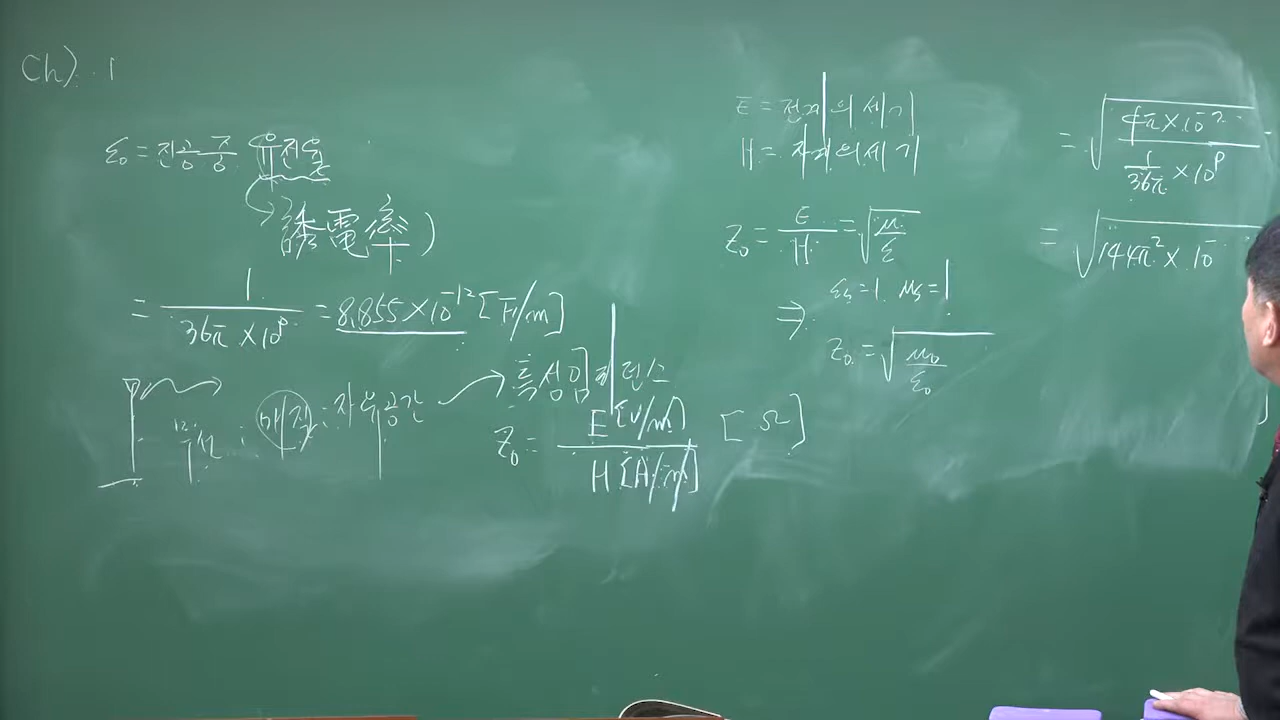 Ch) . 1
ε₀ = 진공 중 유전율
誘電率)
= 1 / 36π × 10⁹ = 8.855 × 10⁻¹² [F/m]
무선 : 매질 : 자유공간
특성임피던스
Z₀ = E [V/m] / H [A/m] [Ω]
E = 전계의 세기
H = 자계의 세기
Z₀ = E / H = √(μ / ε)
⇒ εₛ = 1. μₛ = 1
Z₀ = √(μ₀ / ε₀)
= √(4π × 10⁻⁷ / (1 / 36π × 10⁹))
= √(144π² × 10